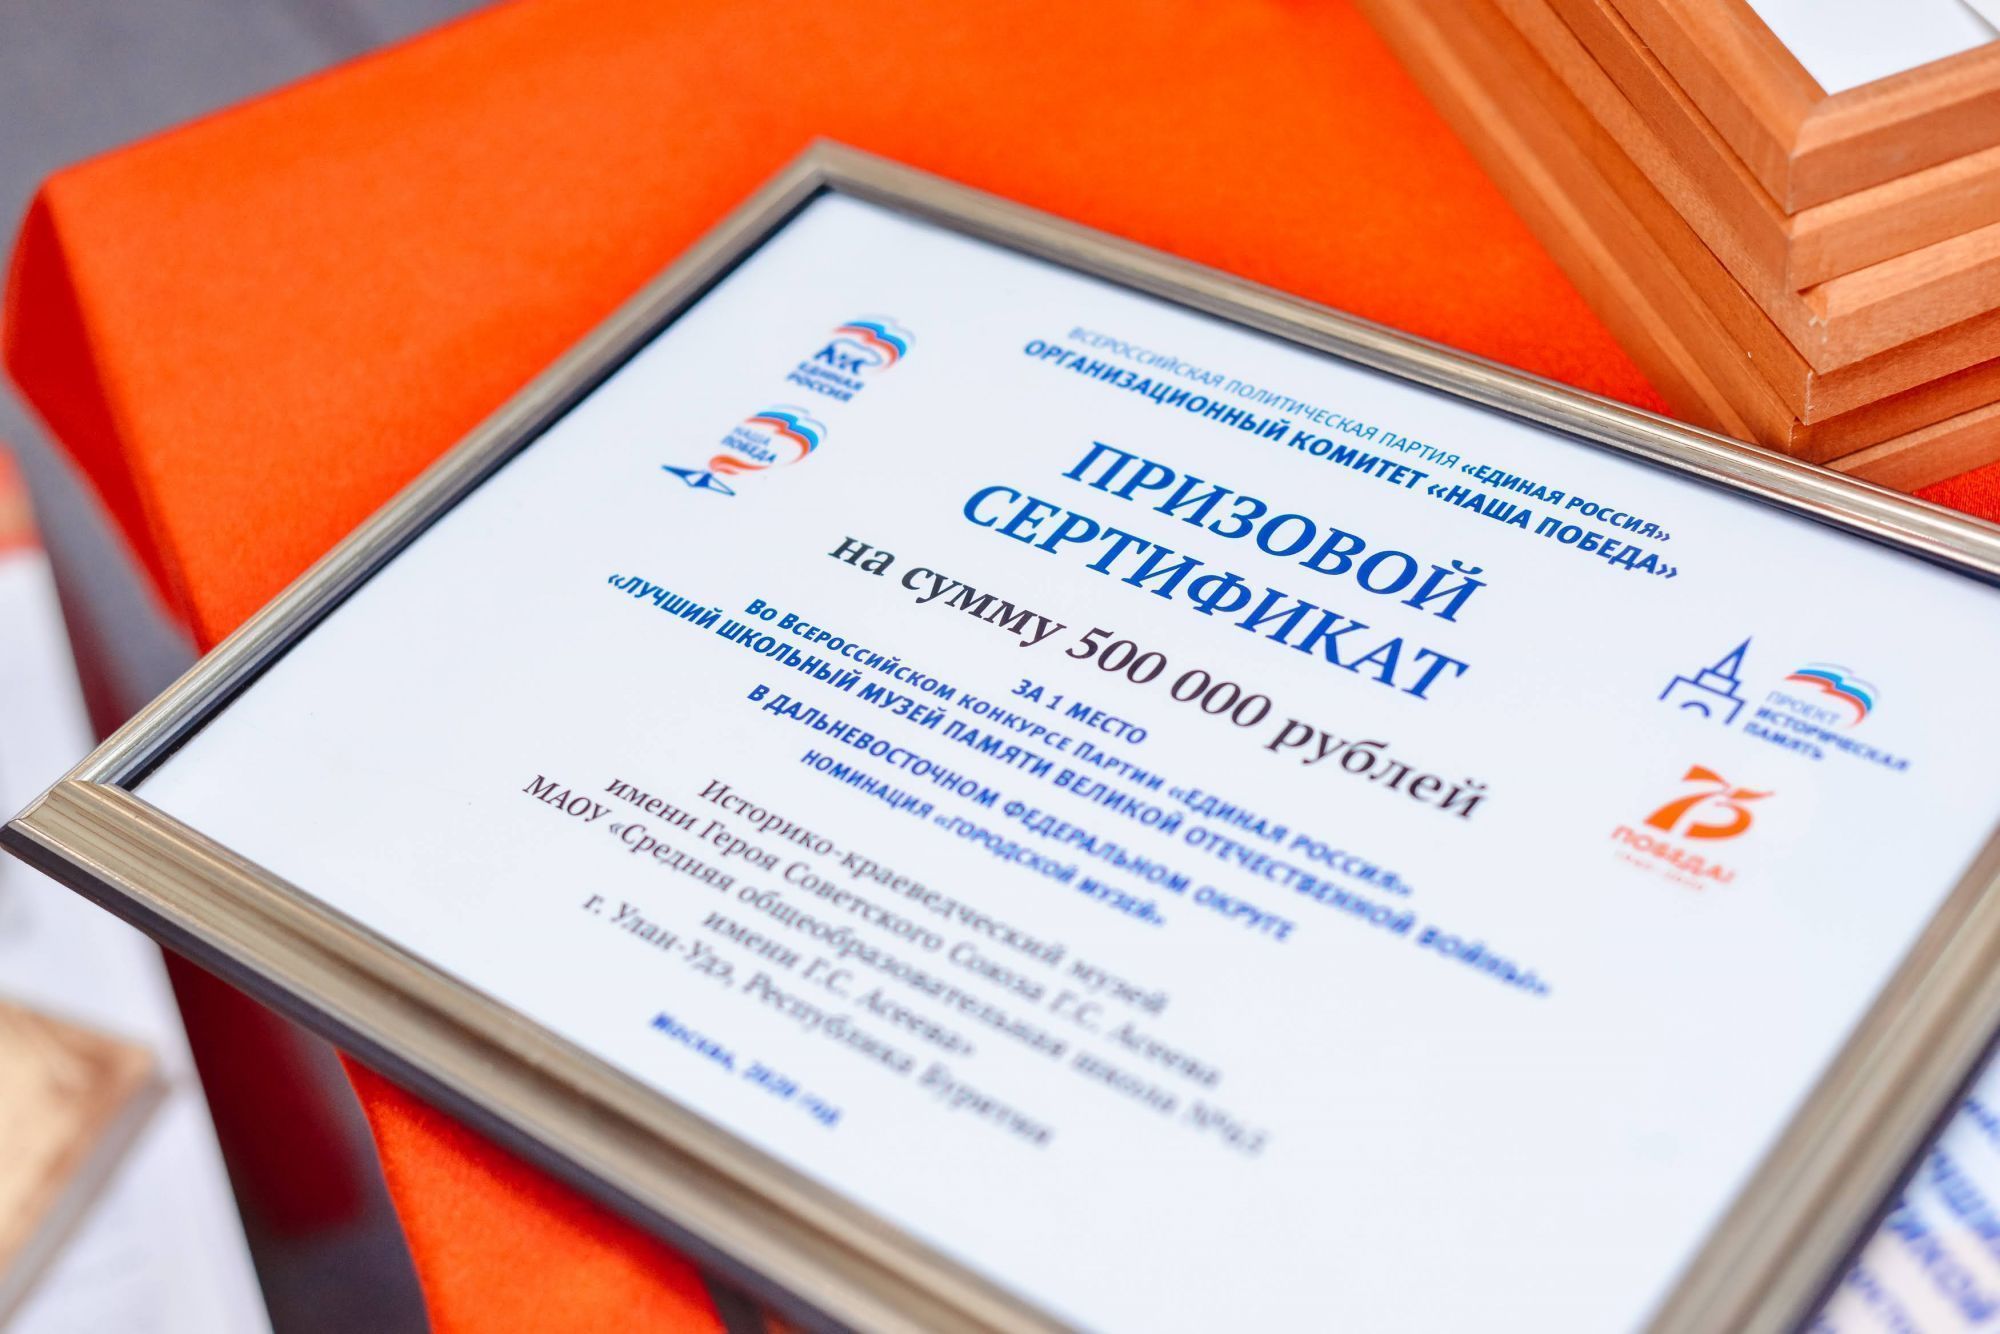 ЕДИНАЯ
РОССИЯ
НАША
ПОБЕДА
ВСЕРОССИЙСКАЯ ПОЛИТИЧЕСКАЯ ПАРТИЯ «ЕДИНАЯ РОССИЯ»
ОРГАНИЗАЦИОННЫЙ КОМИТЕТ «НАША ПОБЕДА»
ПРИЗОВОЙ
СЕРТИФИКАТ
на сумму 500 000 рублей
ЗА 1 МЕСТО
Во Всероссийском конкурсе партии «ЕДИНАЯ РОССИЯ»
«ЛУЧШИЙ ШКОЛЬНЫЙ МУЗЕЙ ПАМЯТИ ВЕЛИКОЙ ОТЕЧЕСТВЕННОЙ ВОЙНЫ»
В ДАЛЬНЕВОСТОЧНОМ ФЕДЕРАЛЬНОМ ОКРУГЕ
НОМИНАЦИЯ «ГОРОДСКОЙ МУЗЕЙ»
Историко-краеведческий музей
имени Героя Советского Союза Г.С. Асеева
МАОУ «Средняя общеобразовательная школа
имени Г.С. Асеева»
г. Улан-Удэ, Республика Бурятия
Москва, 2020 год
ПРОЕКТ
ИСТОРИЧЕСКАЯ
ПАМЯТЬ
75
ПОБЕДА!